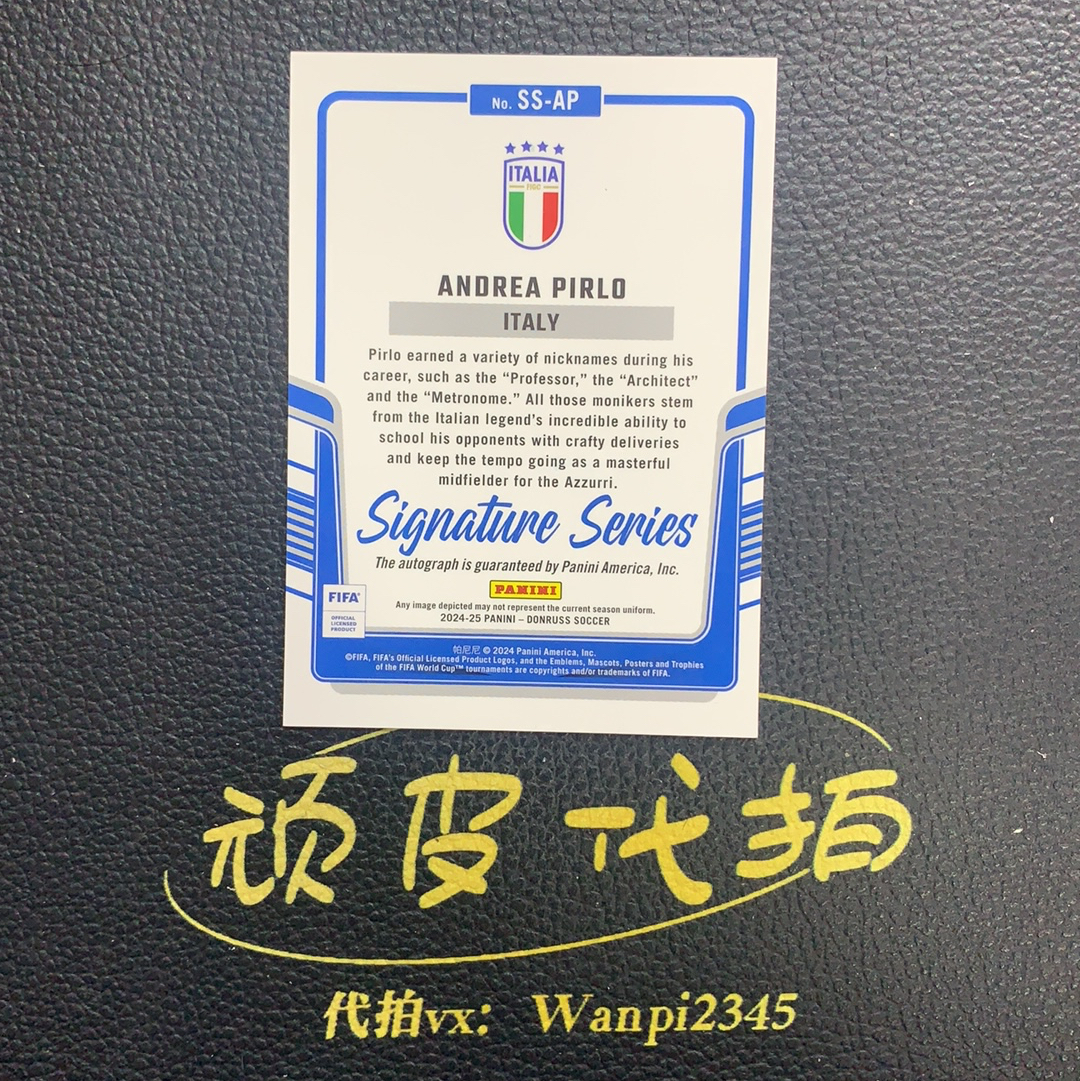 No. SS-AP
ITALIA
FIGC
ANDREA PIRLO
ITALY
Pirlo earned a variety of nicknames during his
career, such as the “Professor,” the “Architect”
and the “Metronome.” All those monikers stem
from the Italian legend’s incredible ability to
school his opponents with crafty deliveries
and keep the tempo going as a masterful
midfielder for the Azzurri.
Signature Series
The autograph is guaranteed by Panini America, Inc.
PANINI
Any image depicted may not represent the current season uniform.
2024-25 PANINI – DONRUSS SOCCER
FIFA®
OFFICIAL
LICENSED
PRODUCT
帕尼尼 © 2024 Panini America, Inc.
©FIFA, FIFA's Official Licensed Product Logos, and the Emblems, Mascots, Posters and Trophies
of the FIFA World Cup™ tournaments are copyrights and/or trademarks of FIFA.
顽皮代拍
代拍vx: Wanpi2345